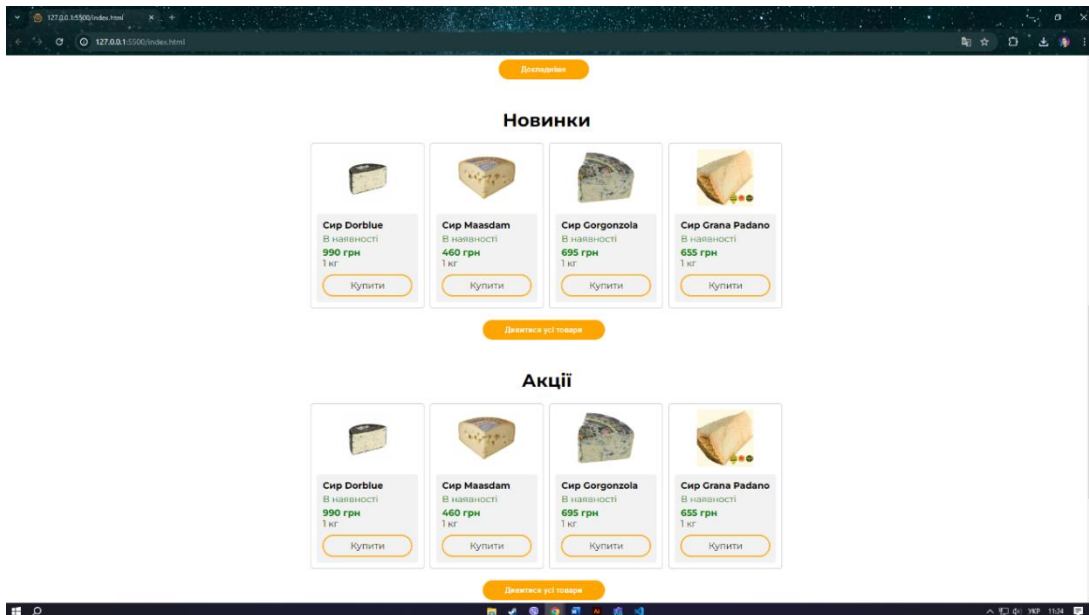 127.0.0.1:5500/index.html
127.0.0.1:5500/index.html
Докладніше
Новинки
Сир Dorblue
В наявності
990 грн
1 кг
Купити
Сир Maasdam
В наявності
460 грн
1 кг
Купити
Сир Gorgonzola
В наявності
695 грн
1 кг
Купити
Сир Grana Padano
В наявності
655 грн
1 кг
Купити
Дивитися усі товари
Акції
Сир Dorblue
В наявності
990 грн
1 кг
Купити
Сир Maasdam
В наявності
460 грн
1 кг
Купити
Сир Gorgonzola
В наявності
695 грн
1 кг
Купити
Сир Grana Padano
В наявності
655 грн
1 кг
Купити
Дивитися усі товари
УКР 11:24